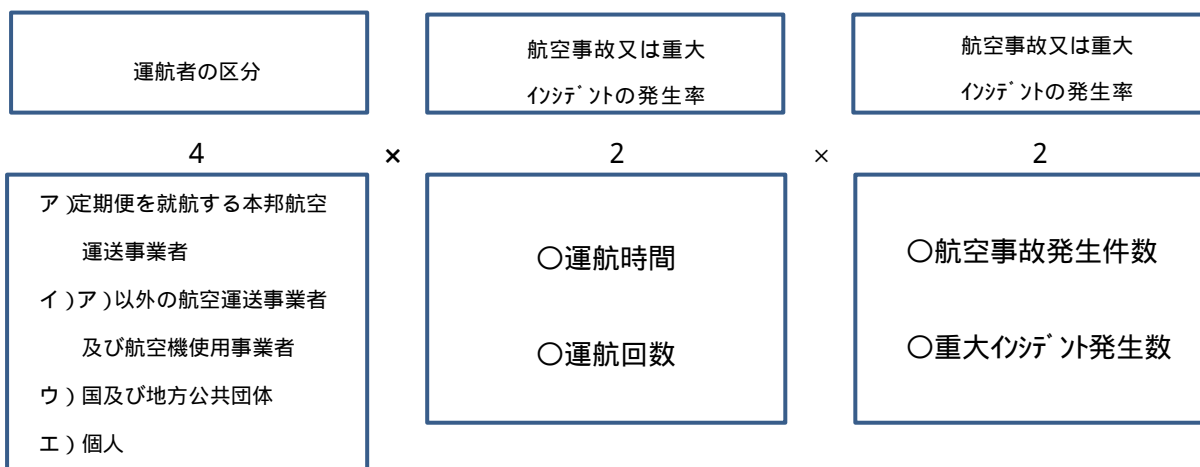 運航者の区分
航空事故又は重大
ｲﾝｼﾃﾞﾝﾄの発生率
航空事故又は重大
ｲﾝｼﾃﾞﾝﾄの発生率
4 × 2 × 2
ア）定期便を就航する本邦航空
運送事業者
イ）ア）以外の航空運送事業者
及び航空機使用事業者
ウ）国及び地方公共団体
エ）個人
○運航時間
○運航回数
○航空事故発生件数
○重大ｲﾝｼﾃﾞﾝﾄ発生数